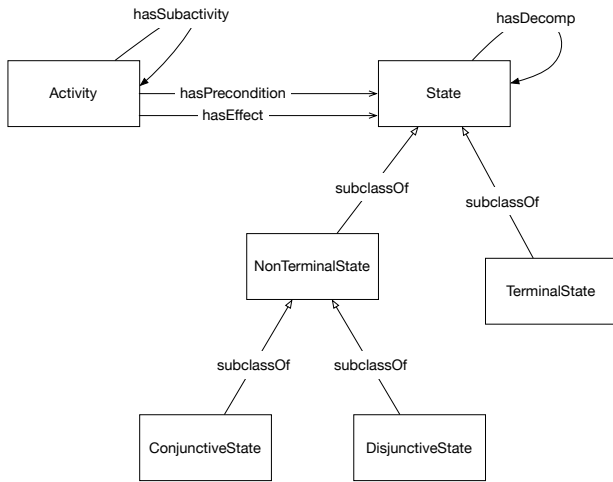 hasSubactivity
hasDecomp
Activity
hasPrecondition
hasEffect
State
subclassOf
subclassOf
NonTerminalState
TerminalState
subclassOf
subclassOf
ConjunctiveState
DisjunctiveState